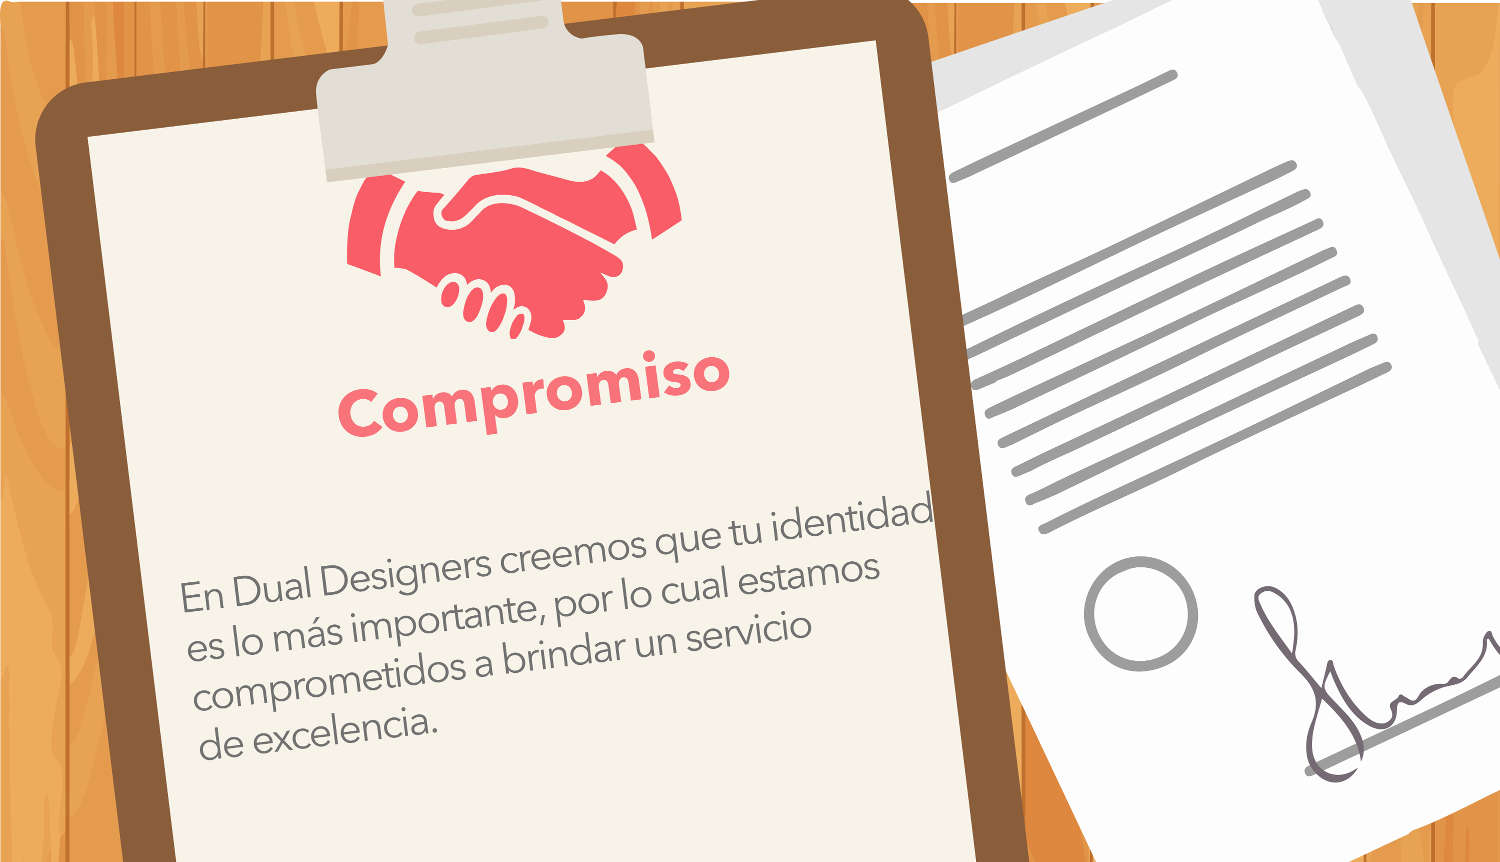 Compromiso
En Dual Designers creemos que tu identidad
es lo más importante, por lo cual estamos
comprometidos a brindar un servicio
de excelencia.